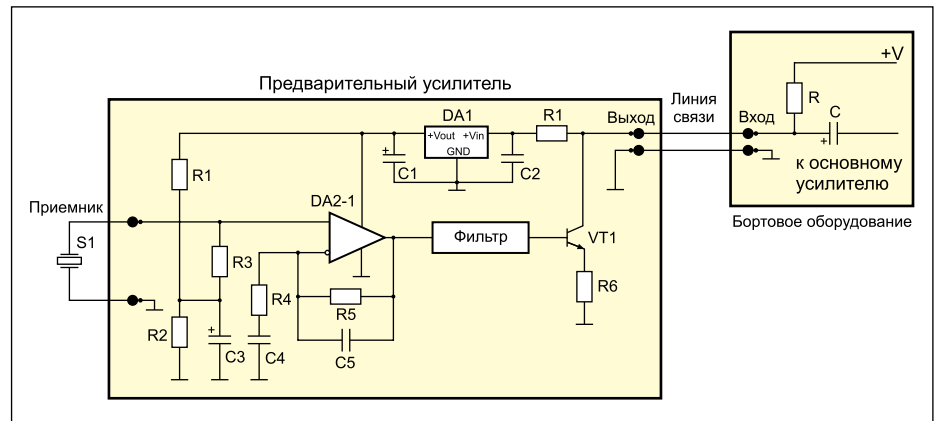 Предварительный усилитель
DA1
+Vout +Vin
GND
R1
Выход
Линия
связи
Вход
+V
R
C
+
к основному
усилителю
Бортовое оборудование
R1
+
C1
C2
DA2-1
Приемник
S1
R3
R4
Фильтр
VT1
R6
R2
+
C3
C4
R5
C5